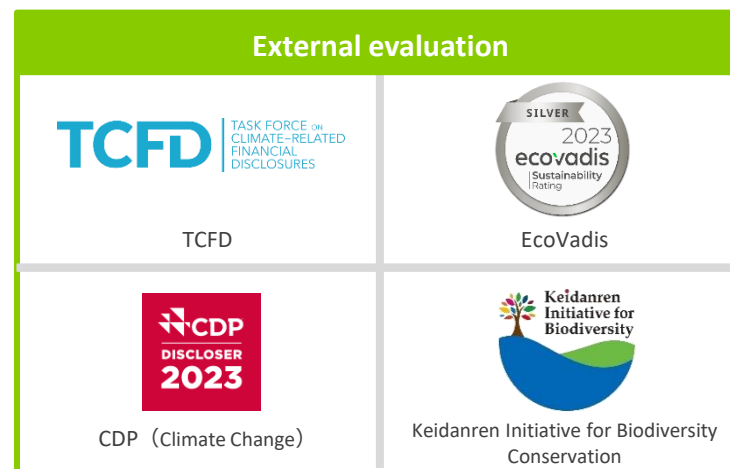 External evaluation
TCFD
TASK FORCE ON
CLIMATE-RELATED
FINANCIAL
DISCLOSURES
TCFD
SILVER
2023
ecovadis
Sustainability
Rating
EcoVadis
CDP
DISCLOSER
2023
CDP（Climate Change）
Keidanren
Initiative for
Biodiversity
Keidanren Initiative for Biodiversity
Conservation